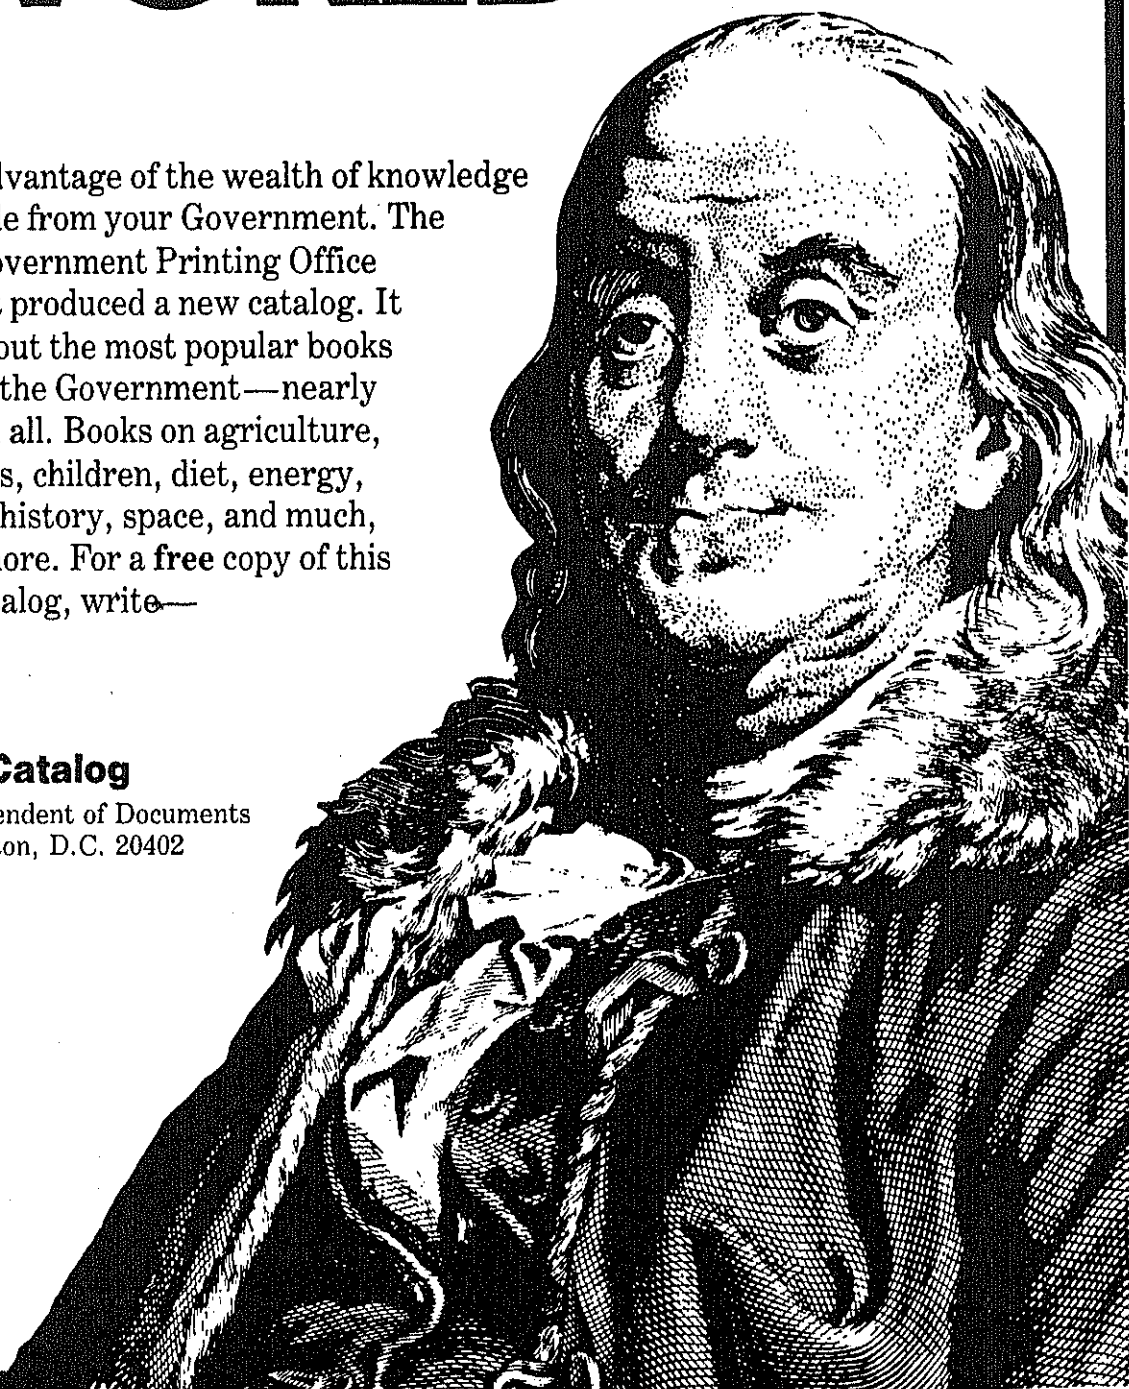 dvantage of the wealth of knowledge
le from your Government. The
overnment Printing Office
produced a new catalog. It
out the most popular books
the Government—nearly
all. Books on agriculture,
s, children, diet, energy,
history, space, and much,
ore. For a free copy of this
alog, write—
Catalog
endent of Documents
on, D.C. 20402